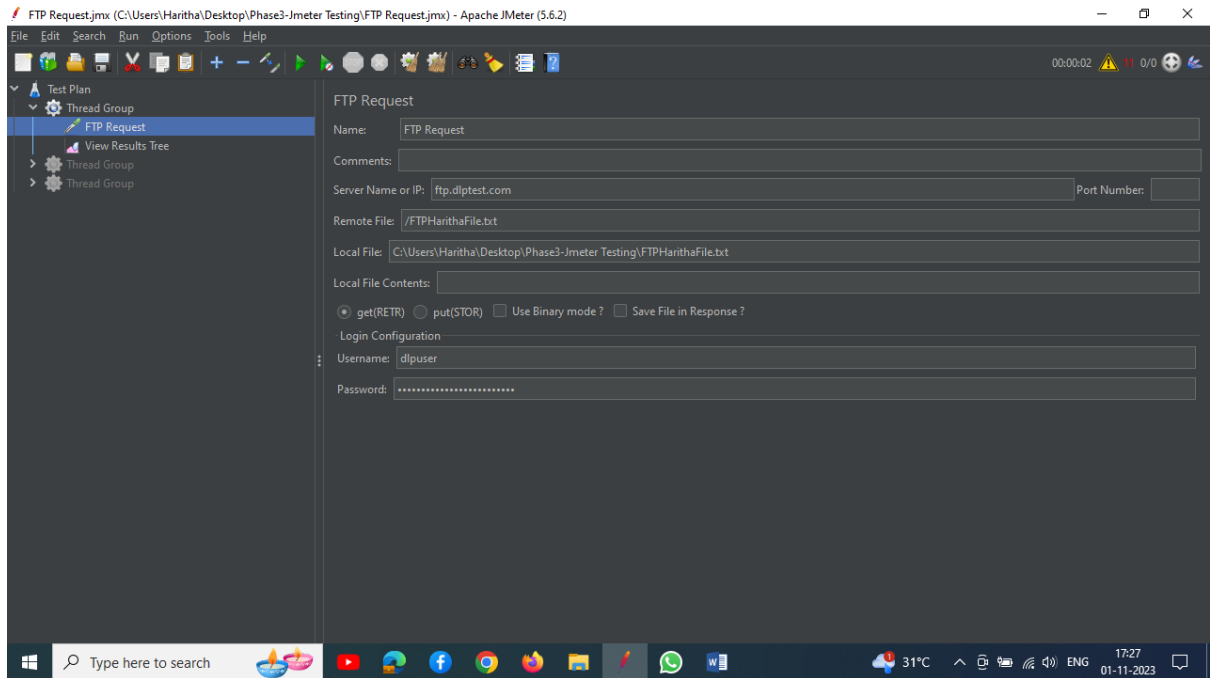 FTP Request.jmx (C:\Users\Haritha\Desktop\Phase3-Jmeter Testing\FTP Request.jmx) - Apache JMeter (5.6.2)
File Edit Search Run Options Tools Help
00:00:02 11 0/0
Test Plan
Thread Group
FTP Request
View Results Tree
Thread Group
Thread Group
FTP Request
Name: FTP Request
Comments:
Server Name or IP: ftp.dlptest.com Port Number:
Remote File: /FTPHarithaFile.txt
Local File: C:\Users\Haritha\Desktop\Phase3-Jmeter Testing\FTPHarithaFile.txt
Local File Contents:
get(RETR) put(STOR) Use Binary mode ? Save File in Response ?
Login Configuration
Username: dlpuser
Password: •••••••••••••••••••••••••
Type here to search
1 31°C ENG 17:27
01-11-2023